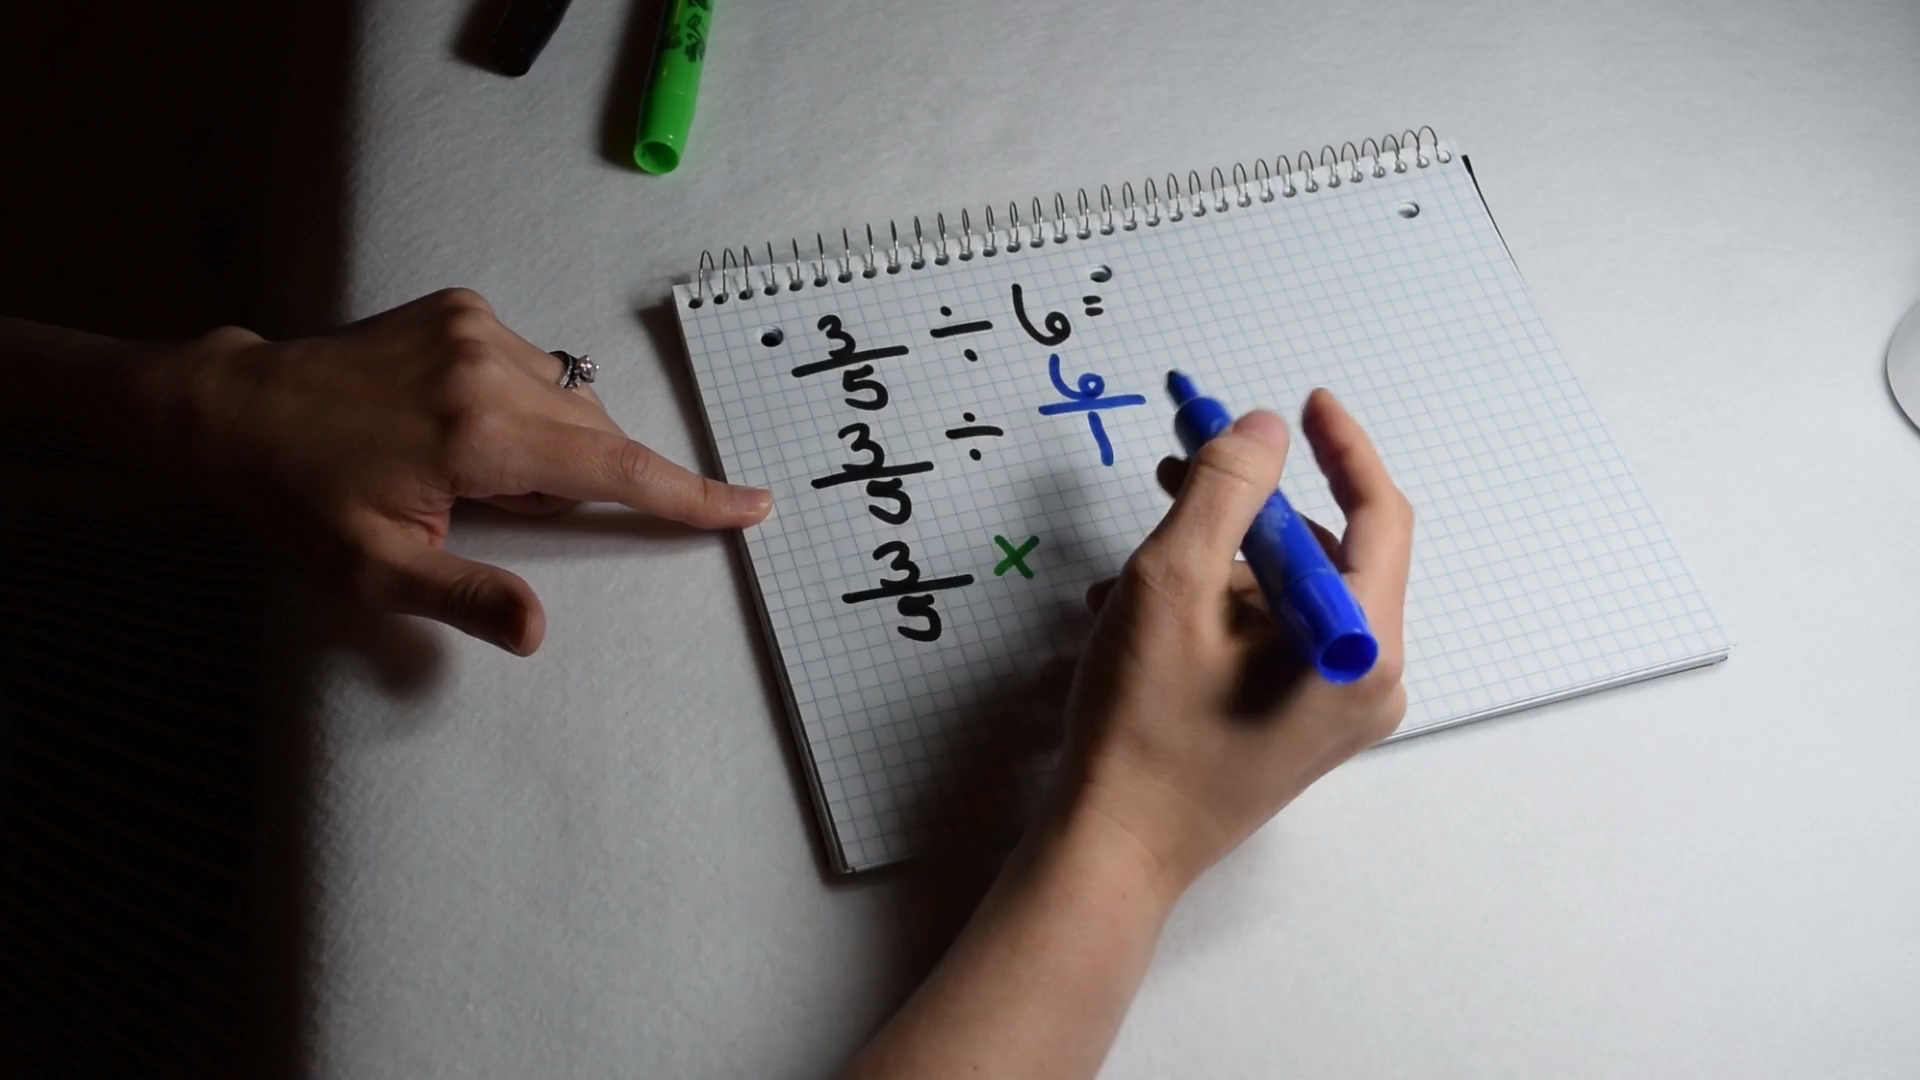 3/5 ÷ 6 =
3/5 ÷ 6/1
3/5 ×